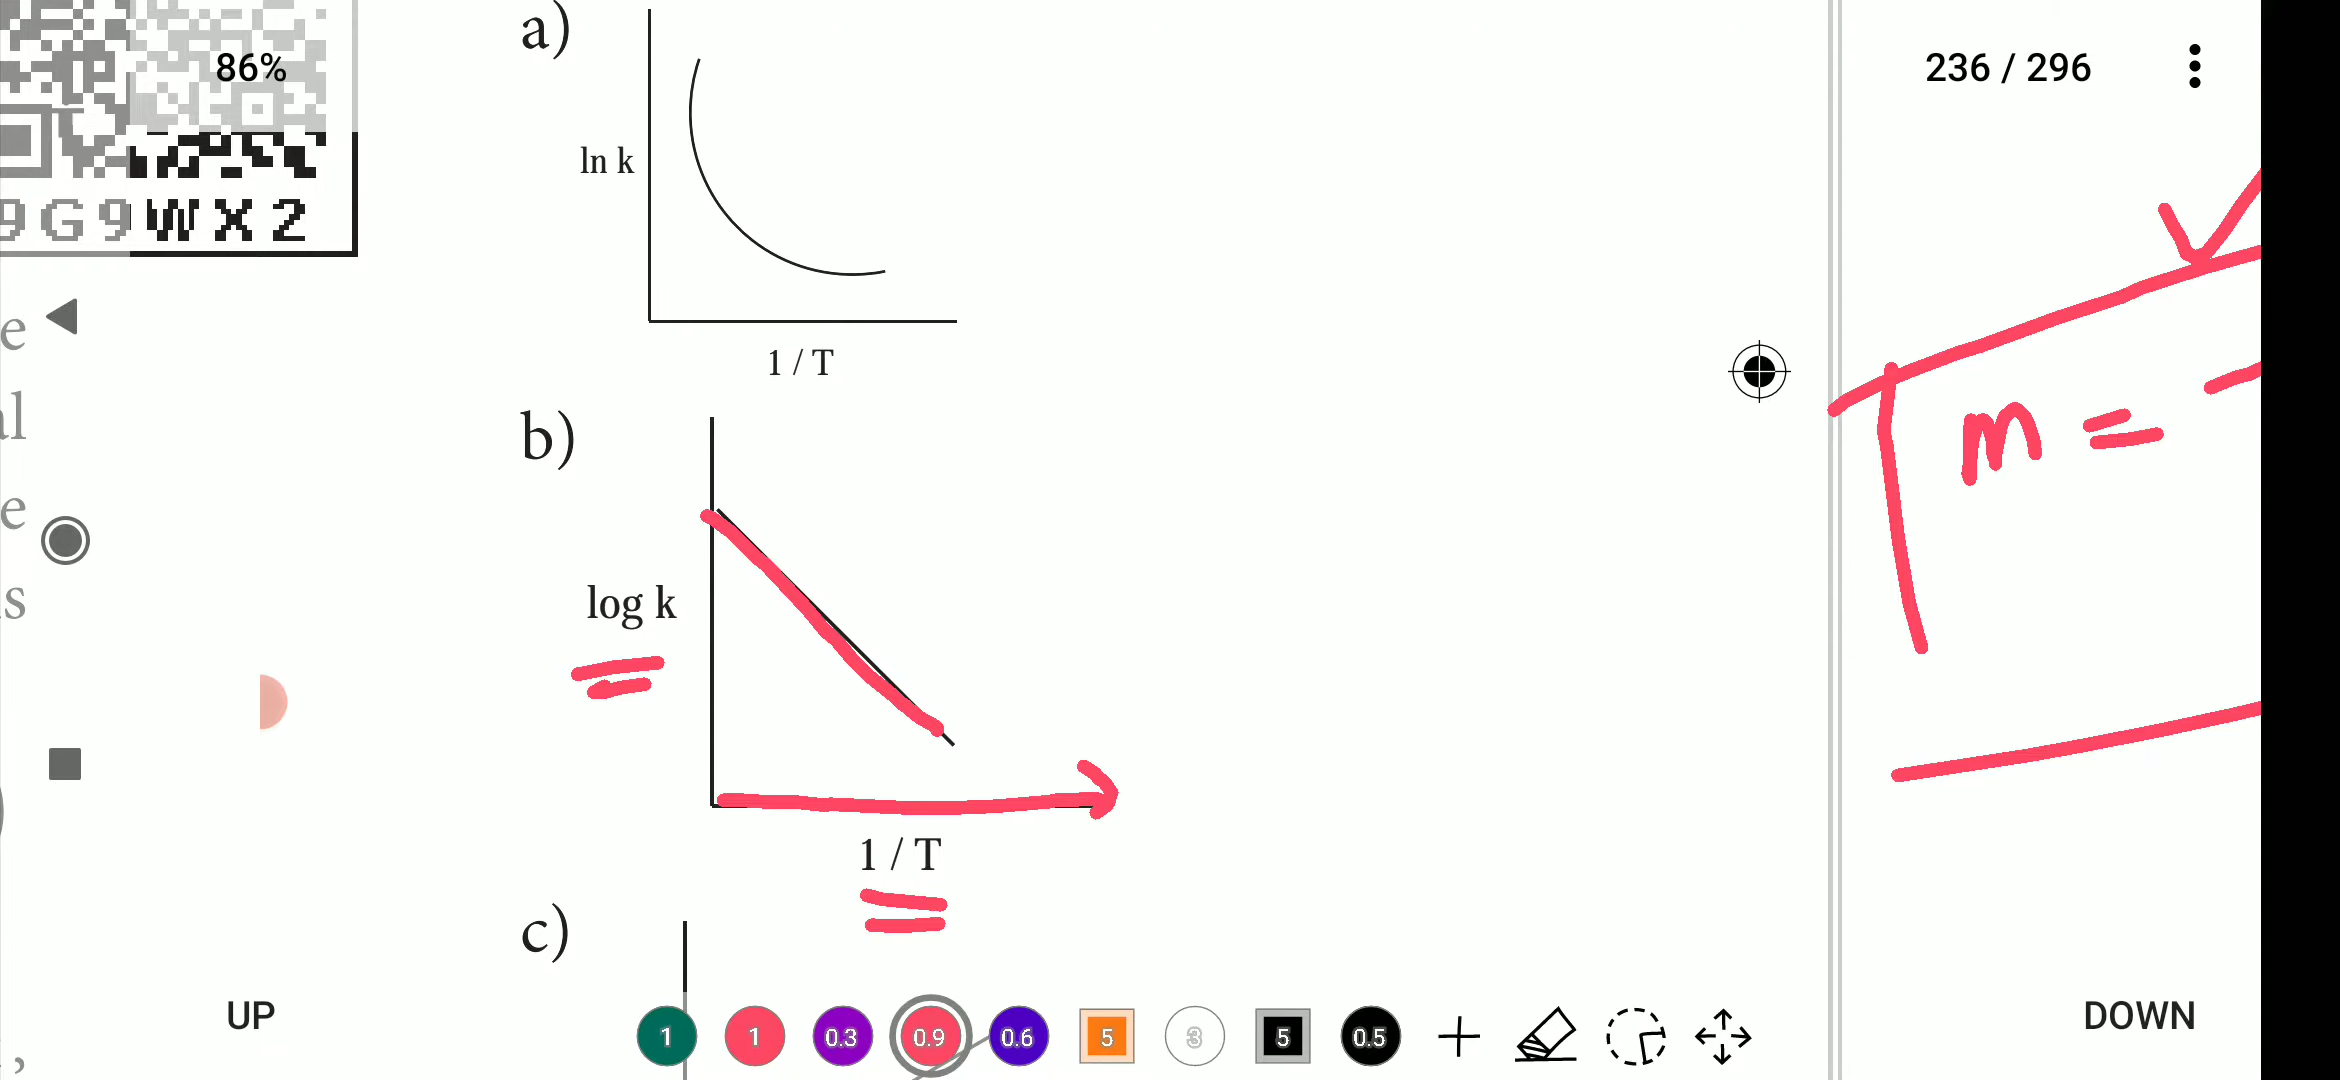 86%
9G9WX2
e
al
e
s
,
UP
a)
ln k
1 / T
b)
log k
1 / T
c)
1
1
0.3
0.9
0.6
5
3
5
0.5
236 / 296
m = -
DOWN